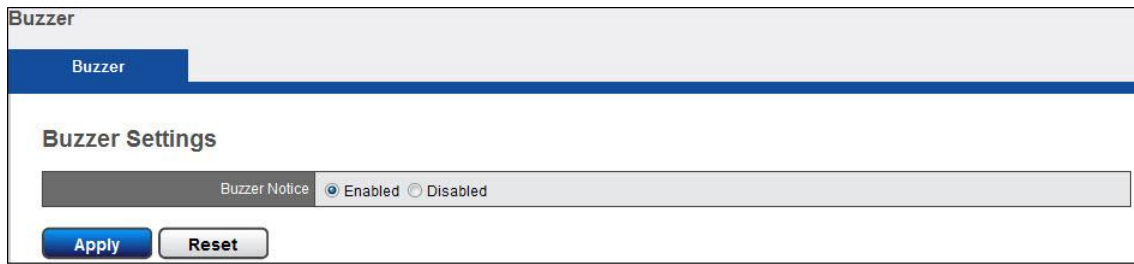 Buzzer
Buzzer
Buzzer Settings
Buzzer Notice Enabled Disabled
Apply Reset